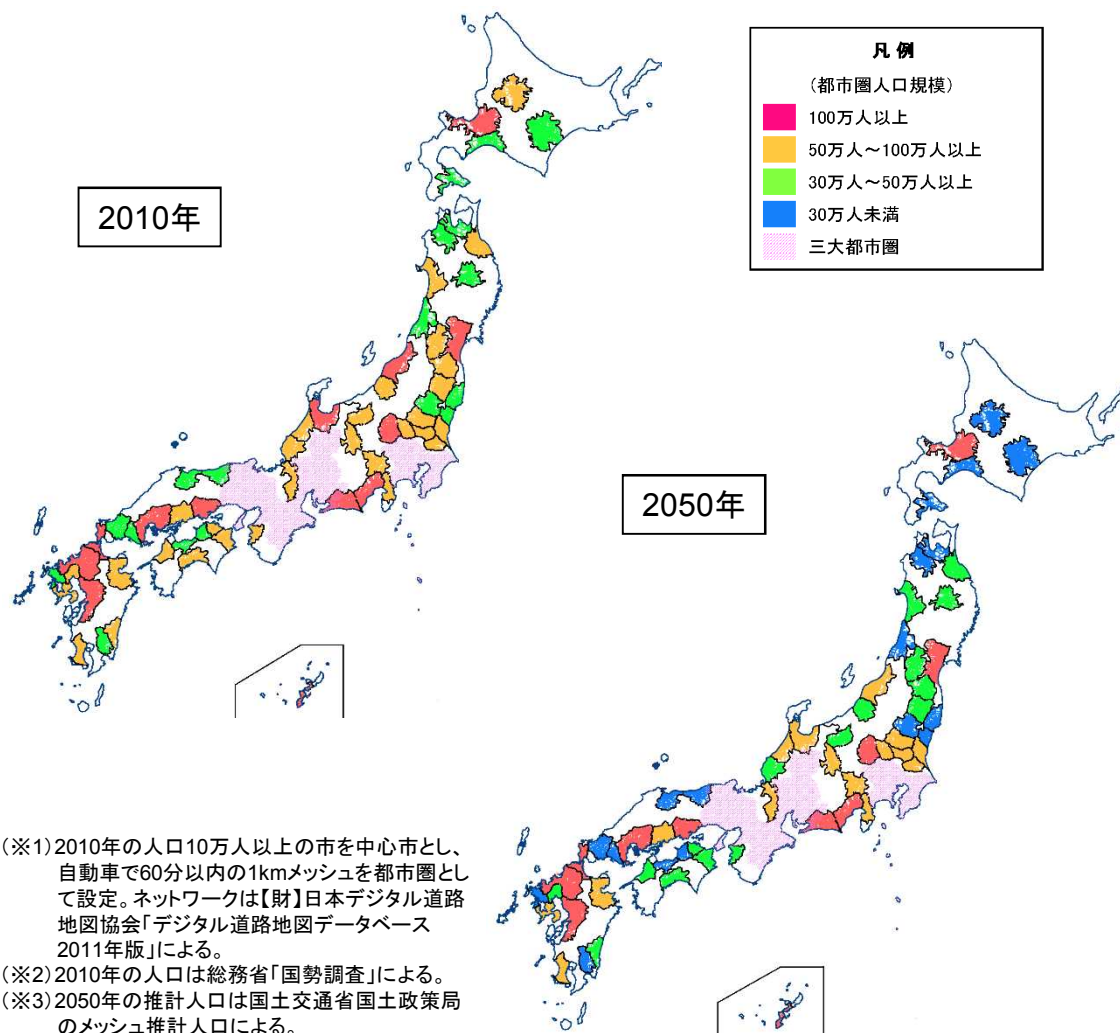 凡 例
(都市圏人口規模)
100万人以上
50万人～100万人以上
30万人～50万人以上
30万人未満
三大都市圏
2010年
2050年
(※1)2010年の人口10万人以上の市を中心市とし、
自動車で60分以内の1kmメッシュを都市圏とし
て設定。ネットワークは【財】日本デジタル道路
地図協会「デジタル道路地図データベース
2011年版」による。
(※2)2010年の人口は総務省「国勢調査」による。
(※3)2050年の推計人口は国土交通省国土政策局
のメッシュ推計人口による。